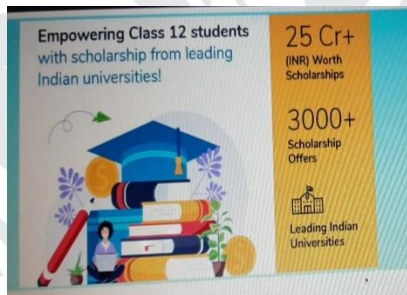 Empowering Class 12 students
with scholarship from leading
Indian universities!
25 Cr+
(INR) Worth
Scholarships
3000+
Scholarship
Offers
Leading Indian
Universities